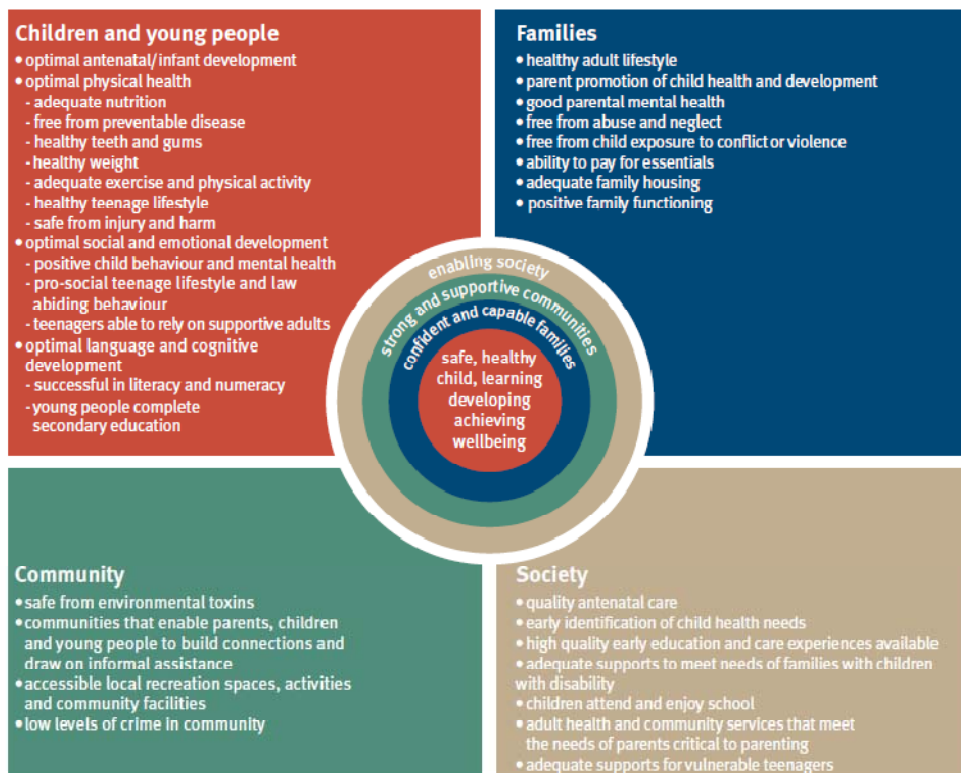 Children and young people
• optimal antenatal/infant development
• optimal physical health
- adequate nutrition
- free from preventable disease
- healthy teeth and gums
- healthy weight
- adequate exercise and physical activity
- healthy teenage lifestyle
- safe from injury and harm
• optimal social and emotional development
- positive child behaviour and mental health
- pro-social teenage lifestyle and law
abiding behaviour
- teenagers able to rely on supportive adults
• optimal language and cognitive
development
- successful in literacy and numeracy
- young people complete
secondary education
Families
• healthy adult lifestyle
• parent promotion of child health and development
• good parental mental health
• free from abuse and neglect
• free from child exposure to conflict or violence
• ability to pay for essentials
• adequate family housing
• positive family functioning
enabling society
strong and supportive communities
confident and capable families
safe, healthy
child, learning
developing
achieving
wellbeing
Community
• safe from environmental toxins
• communities that enable parents, children
and young people to build connections and
draw on informal assistance
• accessible local recreation spaces, activities
and community facilities
• low levels of crime in community
Society
• quality antenatal care
• early identification of child health needs
• high quality early education and care experiences available
• adequate supports to meet needs of families with children
with disability
• children attend and enjoy school
• adult health and community services that meet
the needs of parents critical to parenting
• adequate supports for vulnerable teenagers